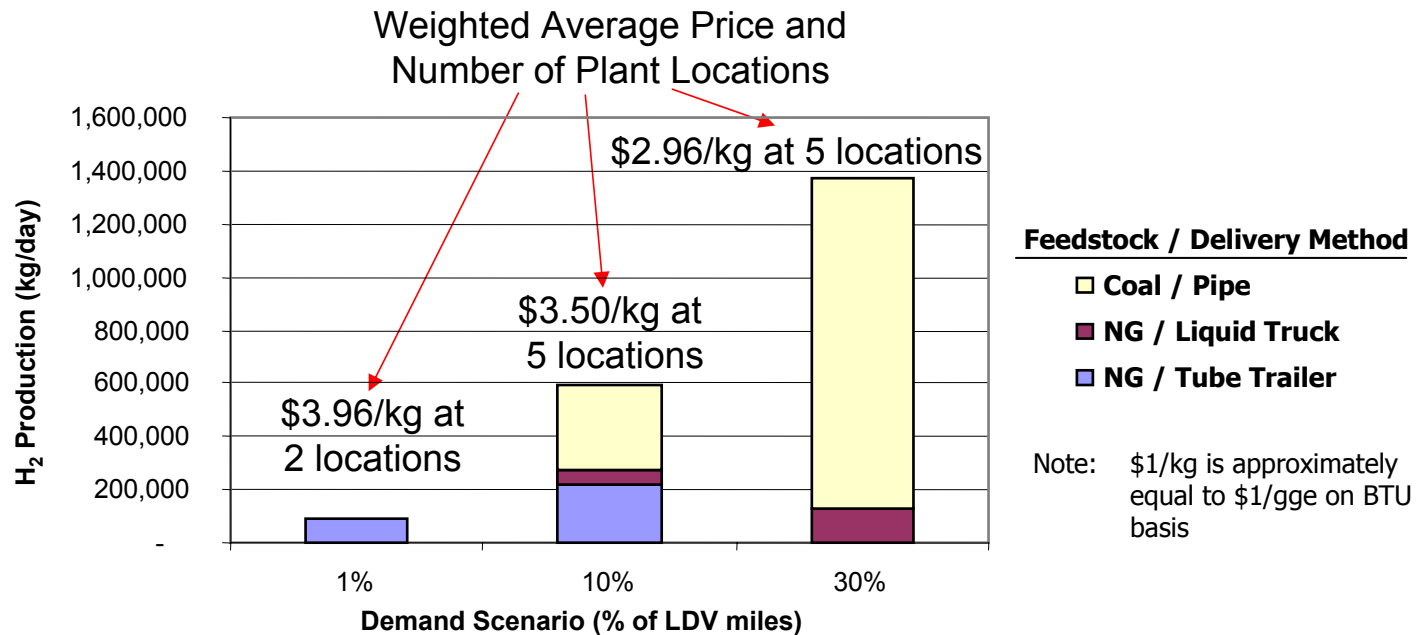 Weighted Average Price and
Number of Plant Locations
H2 Production (kg/day)
1,600,000
1,400,000
1,200,000
1,000,000
800,000
600,000
400,000
200,000
-
$3.96/kg at
2 locations
$3.50/kg at
5 locations
$2.96/kg at 5 locations
1%
10%
30%
Demand Scenario (% of LDV miles)
Feedstock / Delivery Method
Coal / Pipe
NG / Liquid Truck
NG / Tube Trailer
Note: $1/kg is approximately
equal to $1/gge on BTU
basis